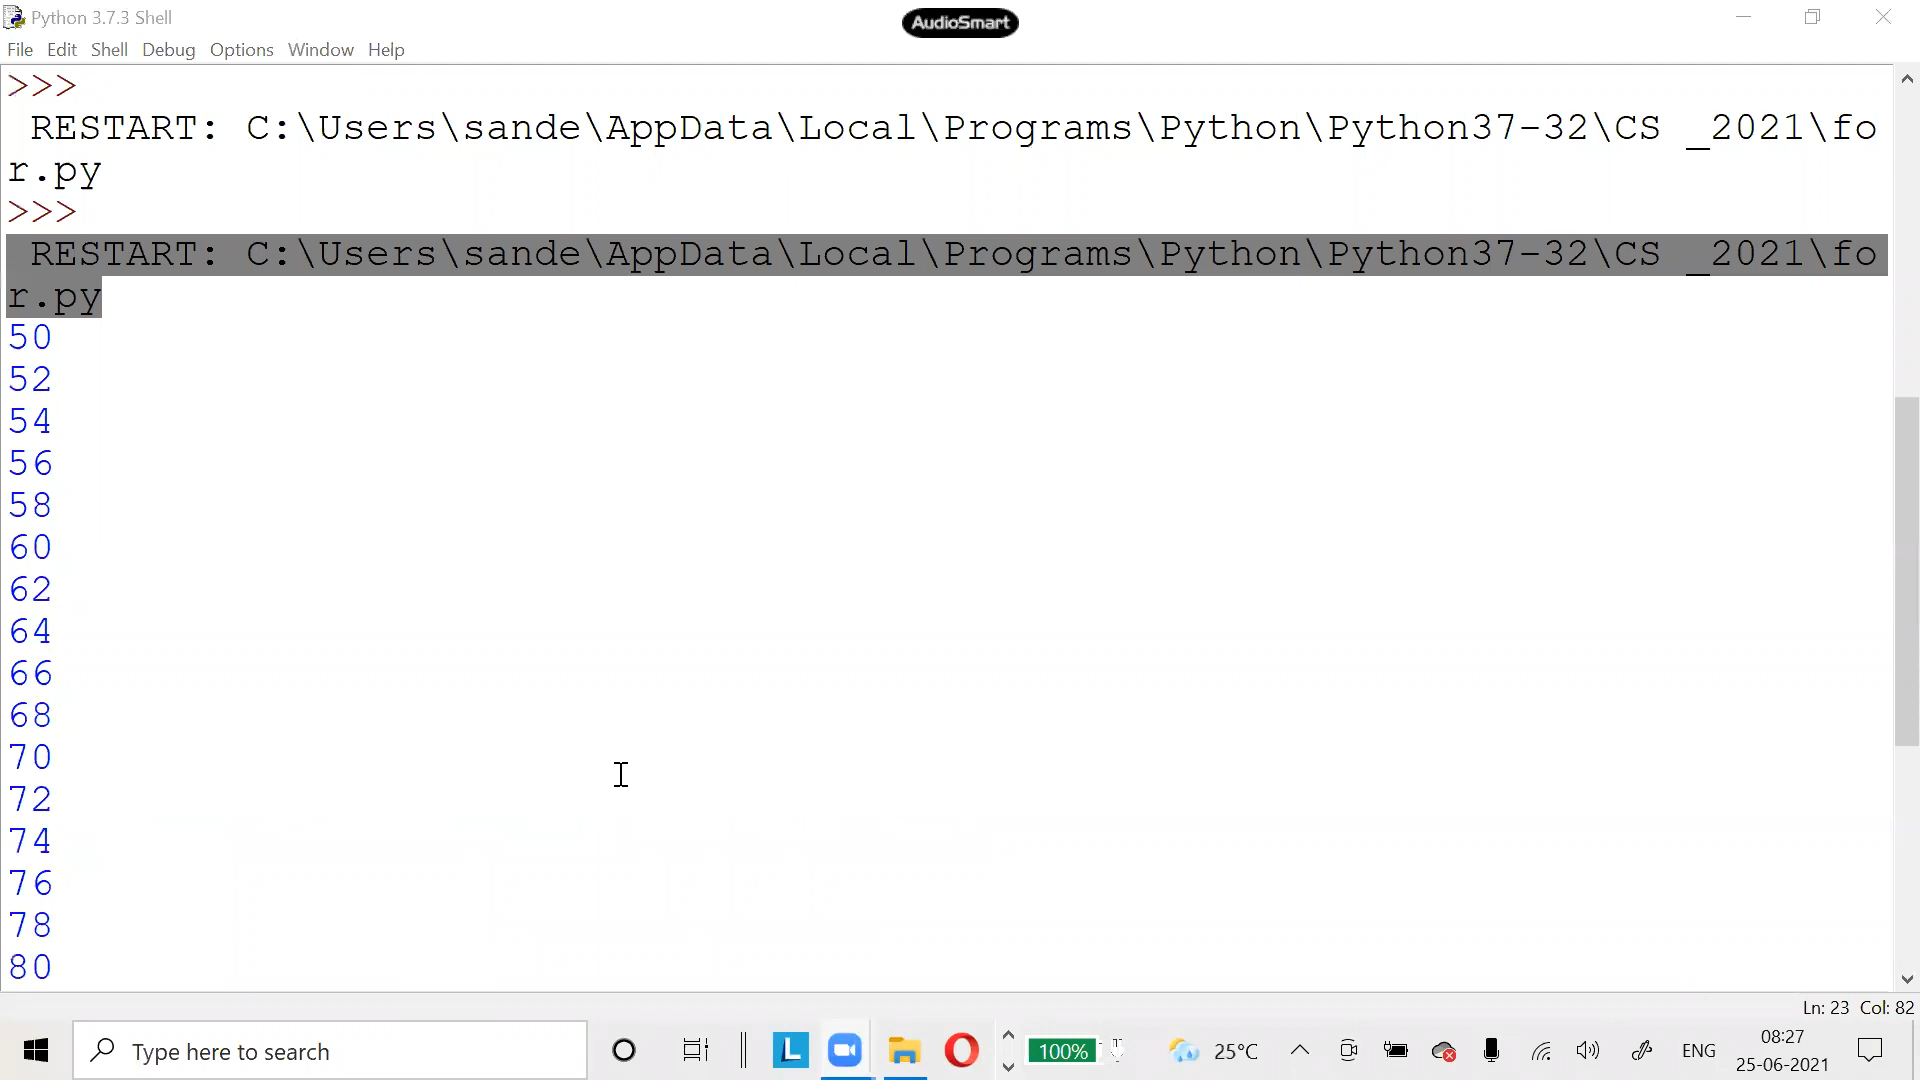 Python 3.7.3 Shell
AudioSmart
File Edit Shell Debug Options Window Help
>>>
RESTART: C:\Users\sande\AppData\Local\Programs\Python\Python37-32\CS _2021\fo
r.py
>>>
RESTART: C:\Users\sande\AppData\Local\Programs\Python\Python37-32\CS _2021\fo
r.py
50
52
54
56
58
60
62
64
66
68
70
72
74
76
78
80
Ln: 23 Col: 82
Type here to search
L
100%
25°C
ENG
08:27
25-06-2021